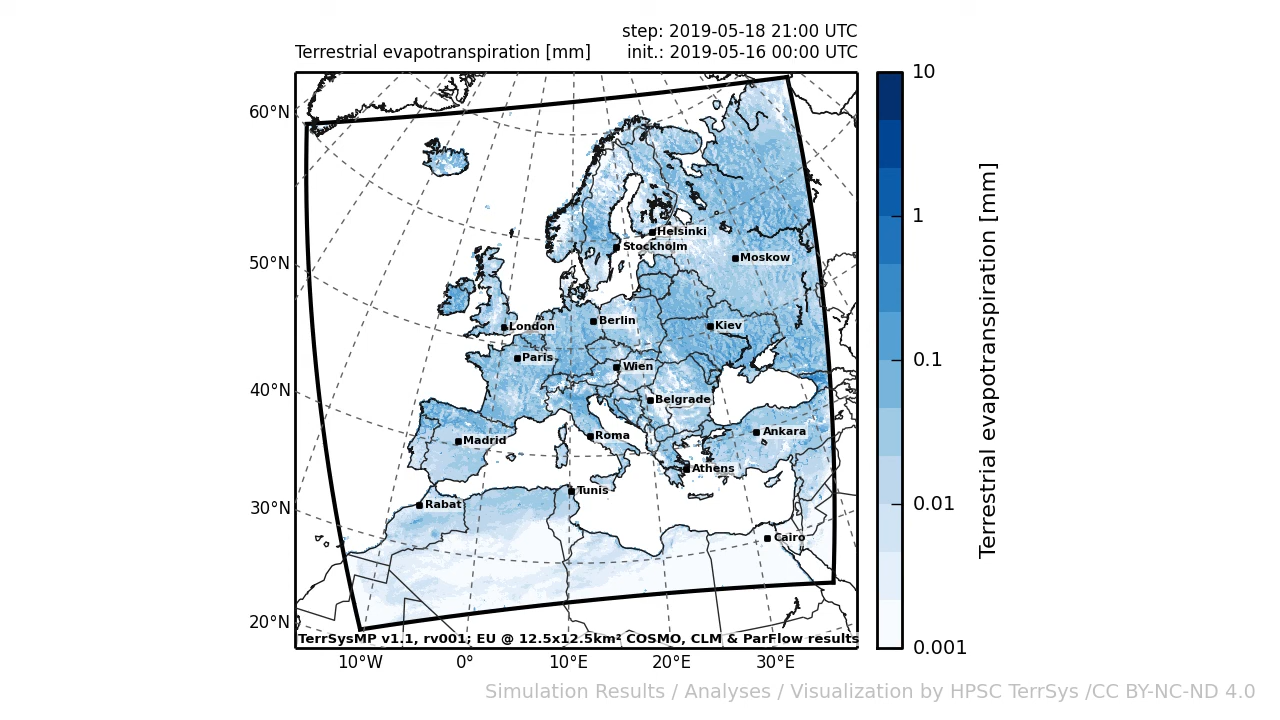 step: 2019-05-18 21:00 UTC
Terrestrial evapotranspiration [mm] init.: 2019-05-16 00:00 UTC
60°N
50°N
40°N
30°N
20°N
10°W 0° 10°E 20°E 30°E
Helsinki
Stockholm
Moskow
Berlin
Kiev
London
Paris
Wien
Belgrade
Ankara
Roma
Madrid
Athens
Tunis
Rabat
Cairo
TerrSysMP v1.1, rv001; EU @ 12.5x12.5km² COSMO, CLM & ParFlow results
10
1
0.1
0.01
0.001
Terrestrial evapotranspiration [mm]
Simulation Results / Analyses / Visualization by HPSC TerrSys /CC BY-NC-ND 4.0